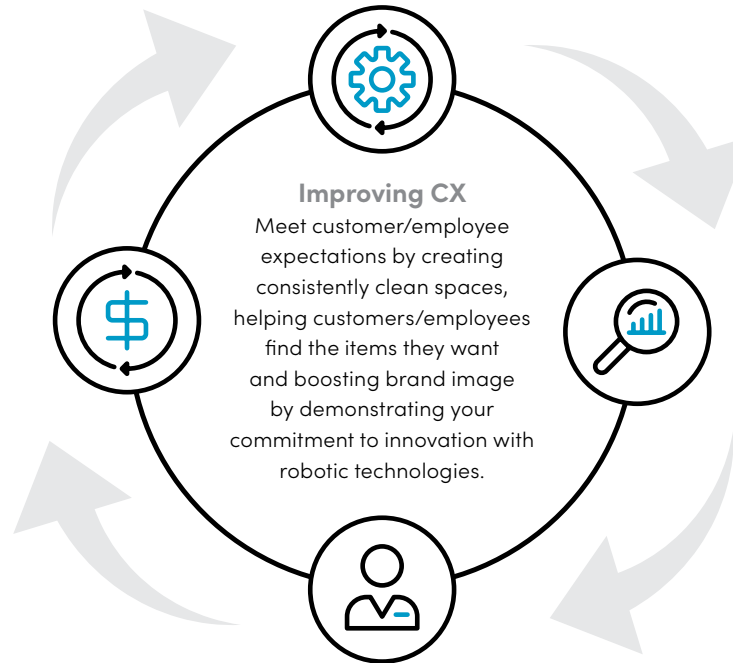 Improving CX
Meet customer/employee
expectations by creating
consistently clean spaces,
helping customers/employees
find the items they want
and boosting brand image
by demonstrating your
commitment to innovation with
robotic technologies.